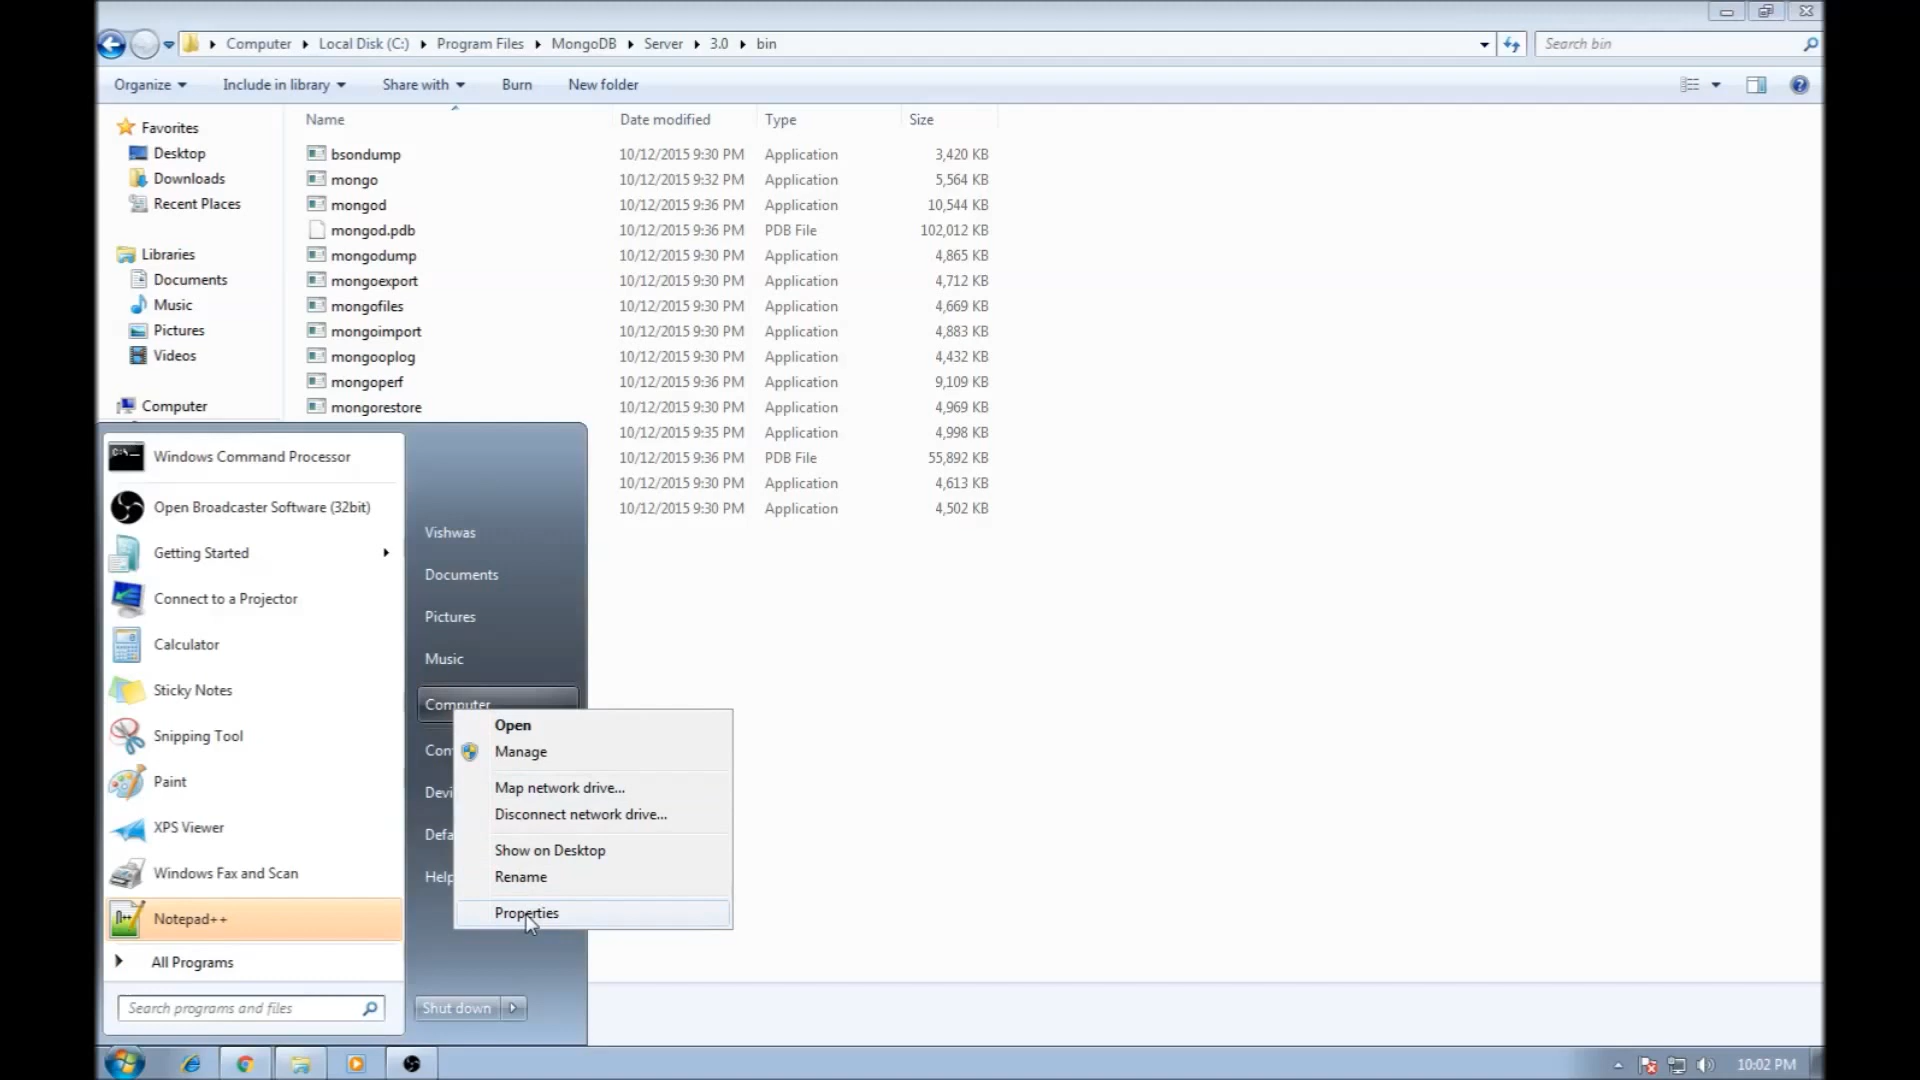 Computer Local Disk (C:) Program Files MongoDB Server 3.0 bin
Search bin
Organize Include in library Share with Burn New folder
Name Date modified Type Size
Favorites
Desktop
Downloads
Recent Places
Libraries
Documents
Music
Pictures
Videos
Computer
bsondump 10/12/2015 9:30 PM Application 3,420 KB
mongo 10/12/2015 9:32 PM Application 5,564 KB
mongod 10/12/2015 9:36 PM Application 10,544 KB
mongod.pdb 10/12/2015 9:36 PM PDB File 102,012 KB
mongodump 10/12/2015 9:30 PM Application 4,865 KB
mongoexport 10/12/2015 9:30 PM Application 4,712 KB
mongofiles 10/12/2015 9:30 PM Application 4,669 KB
mongoimport 10/12/2015 9:30 PM Application 4,883 KB
mongooplog 10/12/2015 9:30 PM Application 4,432 KB
mongoperf 10/12/2015 9:36 PM Application 9,109 KB
mongorestore 10/12/2015 9:30 PM Application 4,969 KB
10/12/2015 9:35 PM Application 4,998 KB
10/12/2015 9:36 PM PDB File 55,892 KB
10/12/2015 9:30 PM Application 4,613 KB
10/12/2015 9:30 PM Application 4,502 KB
Windows Command Processor
Open Broadcaster Software (32bit)
Getting Started
Connect to a Projector
Calculator
Sticky Notes
Snipping Tool
Paint
XPS Viewer
Windows Fax and Scan
Notepad++
All Programs
Search programs and files
Vishwas
Documents
Pictures
Music
Computer
Con
Devi
Defa
Help
Shut down
Open
Manage
Map network drive...
Disconnect network drive...
Show on Desktop
Rename
Properties
10:02 PM